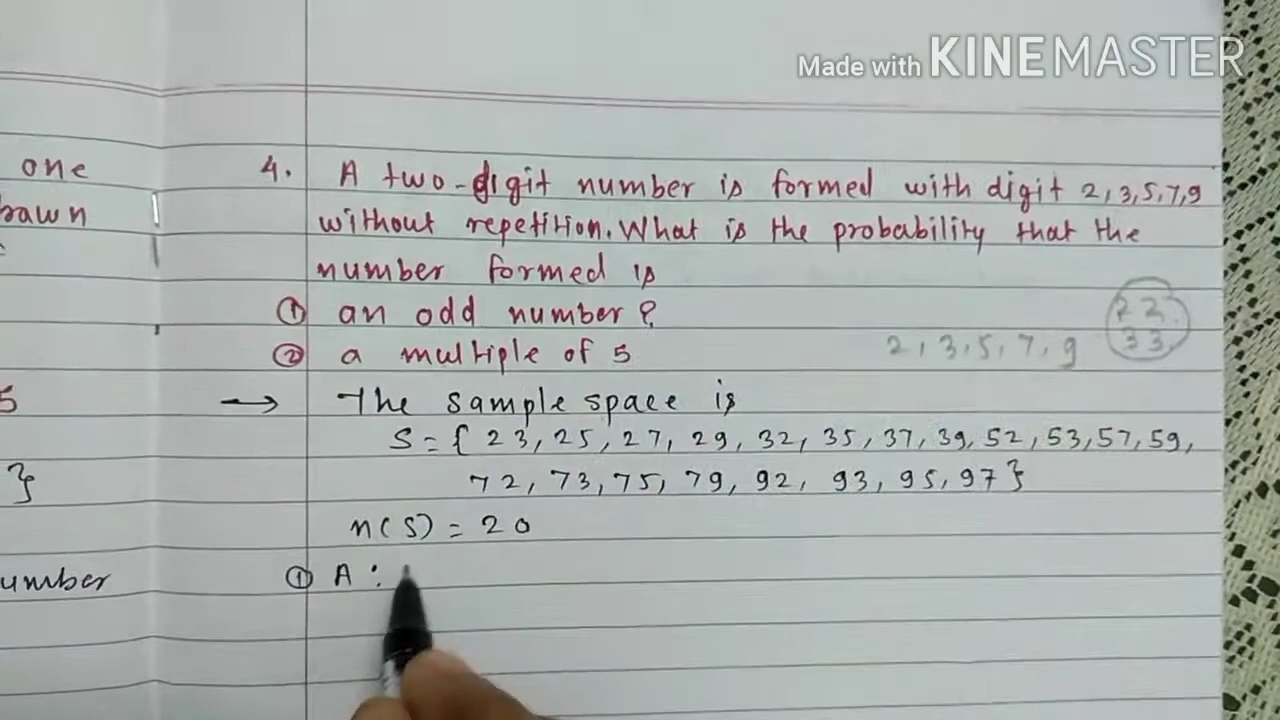 Made with KINEMASTER
one
4. A two-digit number is formed with digit 2,3,5,7,9
without repetition. What is the probability that the
number formed is
① an odd number?
22
33
② a multiple of 5
2, 3, 5, 7, 9
5
→ The sample space is
S = { 23, 25, 27, 29, 32, 35, 37, 39, 52, 53, 57, 59,
}
72, 73, 75, 79, 92, 93, 95, 97 }
n(S) = 20
umber
① A :